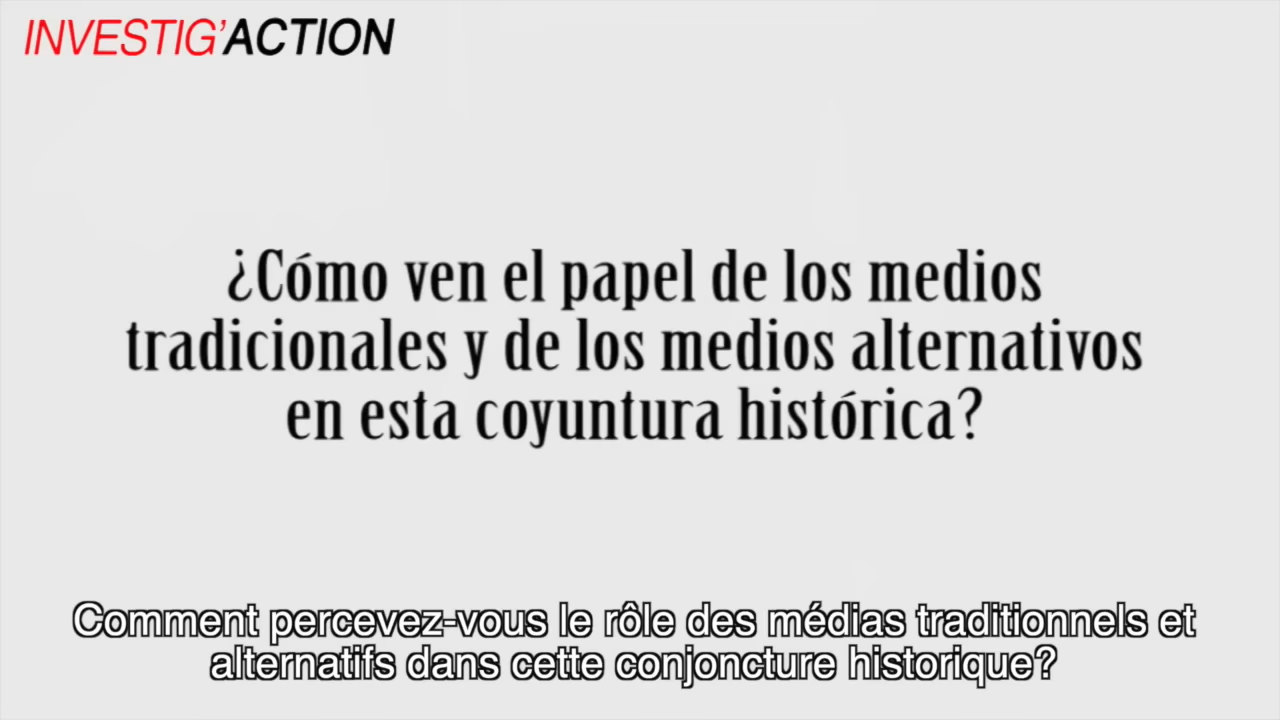 INVESTIG'ACTION
¿Cómo ven el papel de los medios
tradicionales y de los medios alternativos
en esta coyuntura histórica?
Comment percevez-vous le rôle des médias traditionnels et
alternatifs dans cette conjoncture historique?